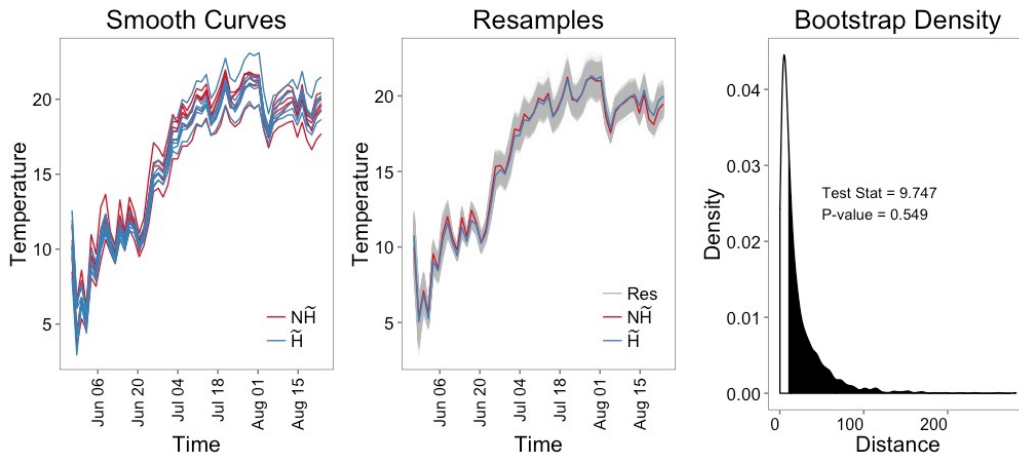 Smooth Curves
Temperature
20
15
10
5
NH̃
H̃
Jun 06
Jun 20
Jul 04
Jul 18
Aug 01
Aug 15
Time
Resamples
Temperature
20
15
10
5
Res
NH̃
H̃
Jun 06
Jun 20
Jul 04
Jul 18
Aug 01
Aug 15
Time
Bootstrap Density
Density
0.04
0.03
0.02
0.01
0.00
Test Stat = 9.747
P-value = 0.549
0
100
200
Distance